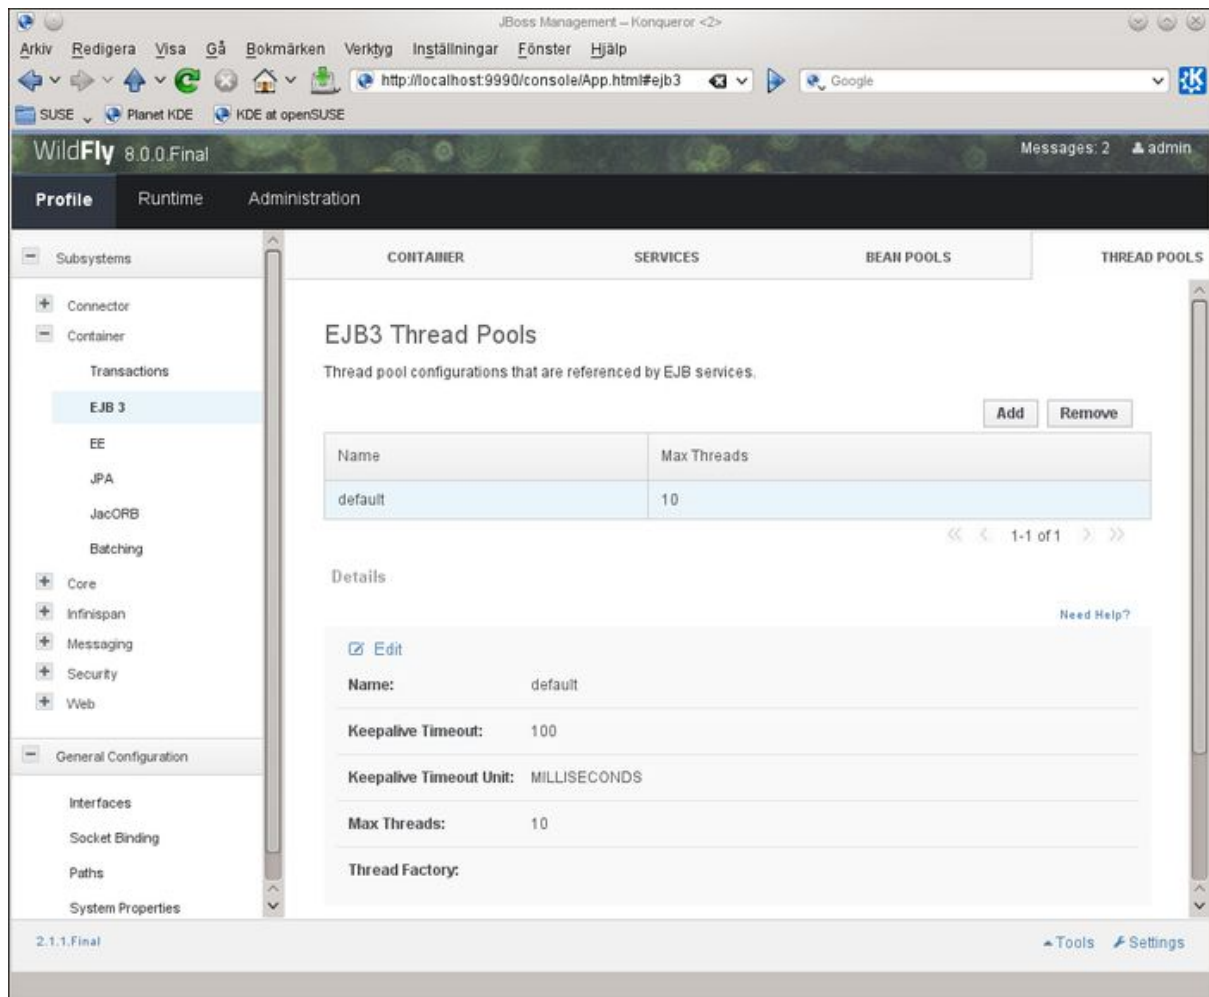 JBoss Management – Konqueror <2>
Arkiv Redigera Visa Gå Bokmärken Verktyg Inställningar Fönster Hjälp
http://localhost:9990/console/App.html#ejb3 Google
SUSE Planet KDE KDE at openSUSE
WildFly 8.0.0.Final Messages: 2 admin
Profile Runtime Administration
Subsystems
Connector
Container
Transactions
EJB 3
EE
JPA
JacORB
Batching
Core
Infinispan
Messaging
Security
Web
General Configuration
Interfaces
Socket Binding
Paths
System Properties
CONTAINER SERVICES BEAN POOLS THREAD POOLS
EJB3 Thread Pools
Thread pool configurations that are referenced by EJB services.
Add Remove
Name Max Threads
default 10
1-1 of 1
Details
Need Help?
Edit
Name: default
Keepalive Timeout: 100
Keepalive Timeout Unit: MILLISECONDS
Max Threads: 10
Thread Factory:
2.1.1.Final Tools Settings